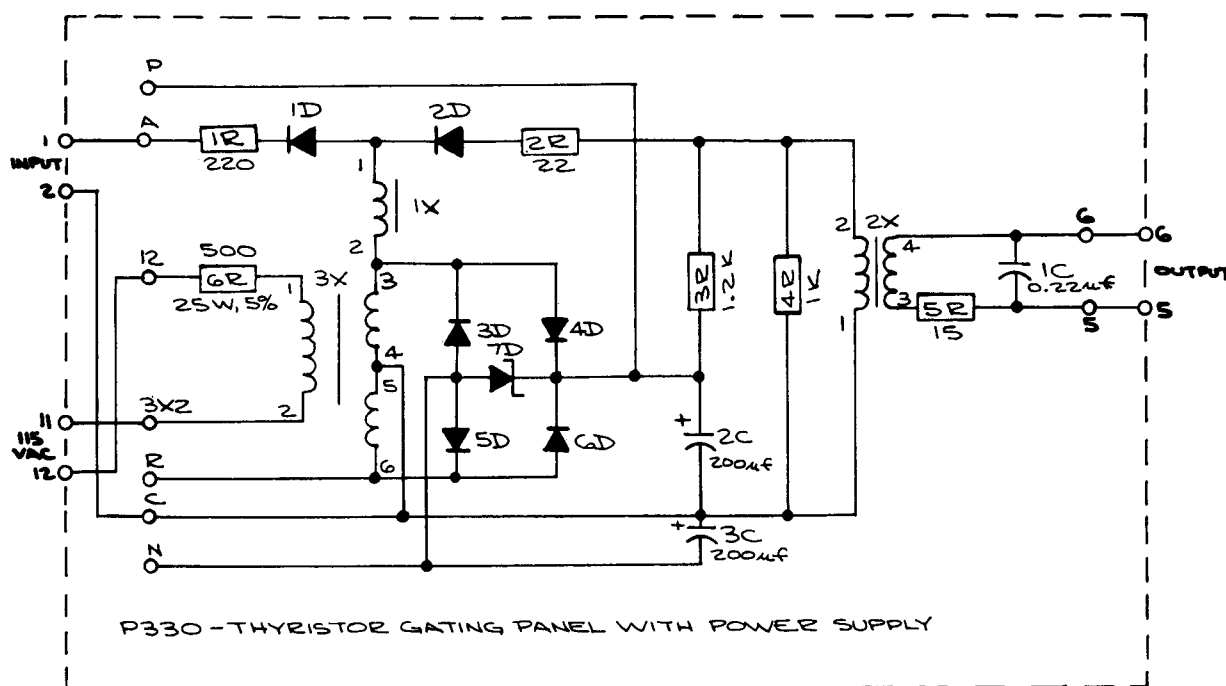 P
A
1D
2D
1
INPUT
2
1R
220
2R
22
1
1X
2
12
500
6R
25W, 5%
1
3X
3
3D
4D
3R
1.2K
4R
1K
2
2X
4
6
6
1C
0.22µf
OUTPUT
3
5R
15
5
5
1
4
7D
5
11
115
VAC
12
3X2
2
5D
6D
+
2C
200µf
R
6
C
+
3C
200µf
N
P330-THYRISTOR GATING PANEL WITH POWER SUPPLY